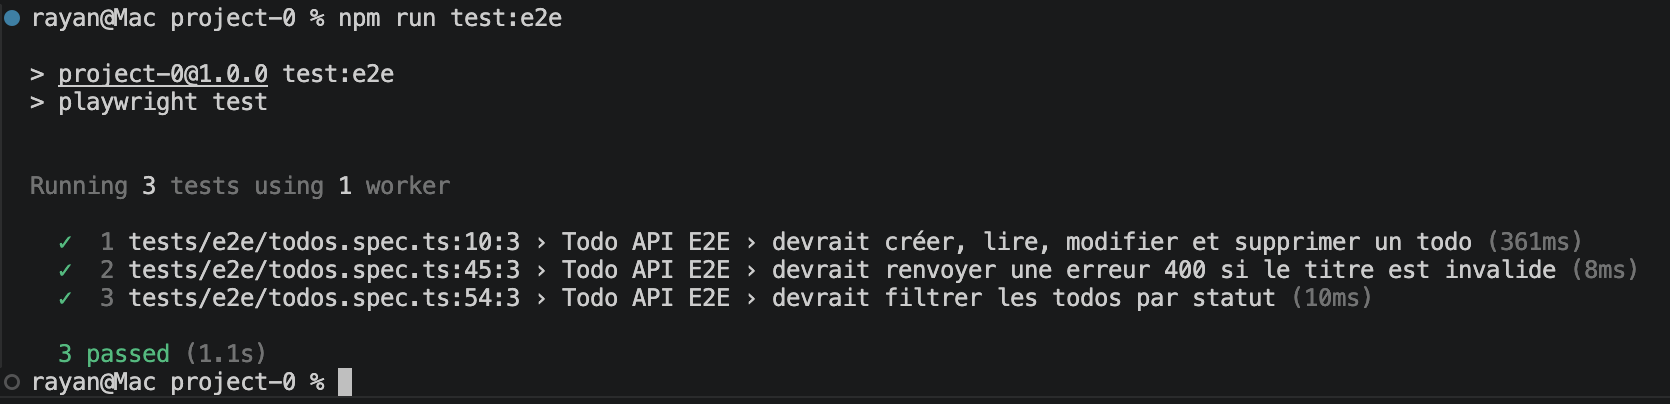 rayan@Mac project-0 % npm run test:e2e
> project-0@1.0.0 test:e2e
> playwright test
Running 3 tests using 1 worker
✓ 1 tests/e2e/todos.spec.ts:10:3 › Todo API E2E › devrait créer, lire, modifier et supprimer un todo (361ms)
✓ 2 tests/e2e/todos.spec.ts:45:3 › Todo API E2E › devrait renvoyer une erreur 400 si le titre est invalide (8ms)
✓ 3 tests/e2e/todos.spec.ts:54:3 › Todo API E2E › devrait filtrer les todos par statut (10ms)
3 passed (1.1s)
rayan@Mac project-0 %